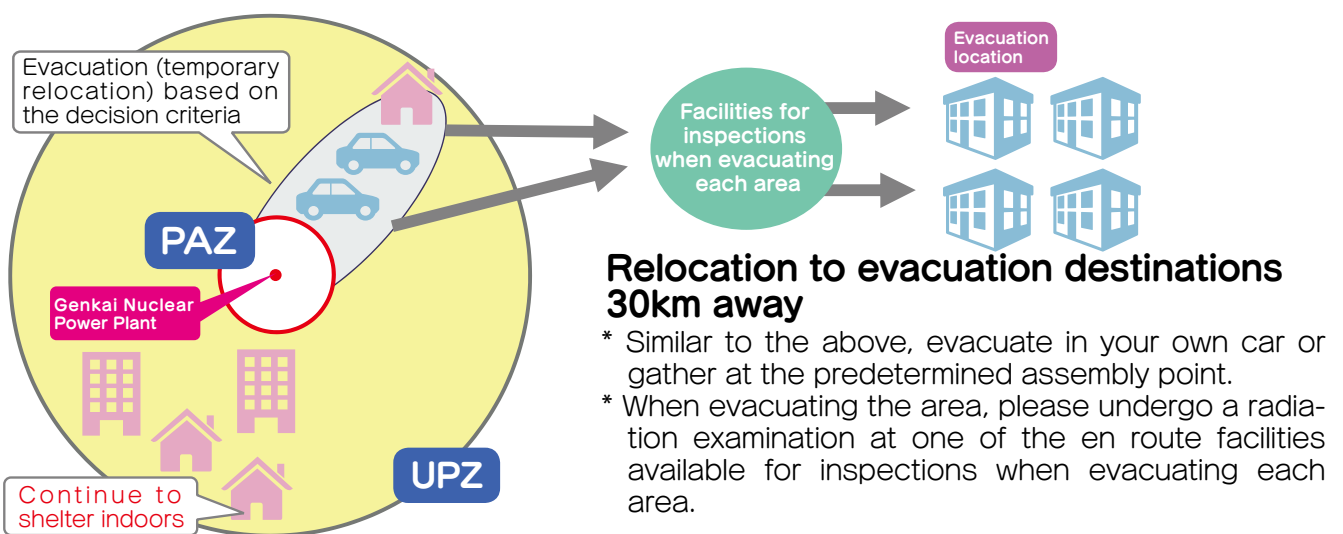 Evacuation (temporary
relocation) based on
the decision criteria
PAZ
Genkai Nuclear
Power Plant
Continue to
shelter indoors
UPZ
Facilities for
inspections
when evacuating
each area
Evacuation
location
Relocation to evacuation destinations
30km away
* Similar to the above, evacuate in your own car or
gather at the predetermined assembly point.
* When evacuating the area, please undergo a radia-
tion examination at one of the en route facilities
available for inspections when evacuating each
area.